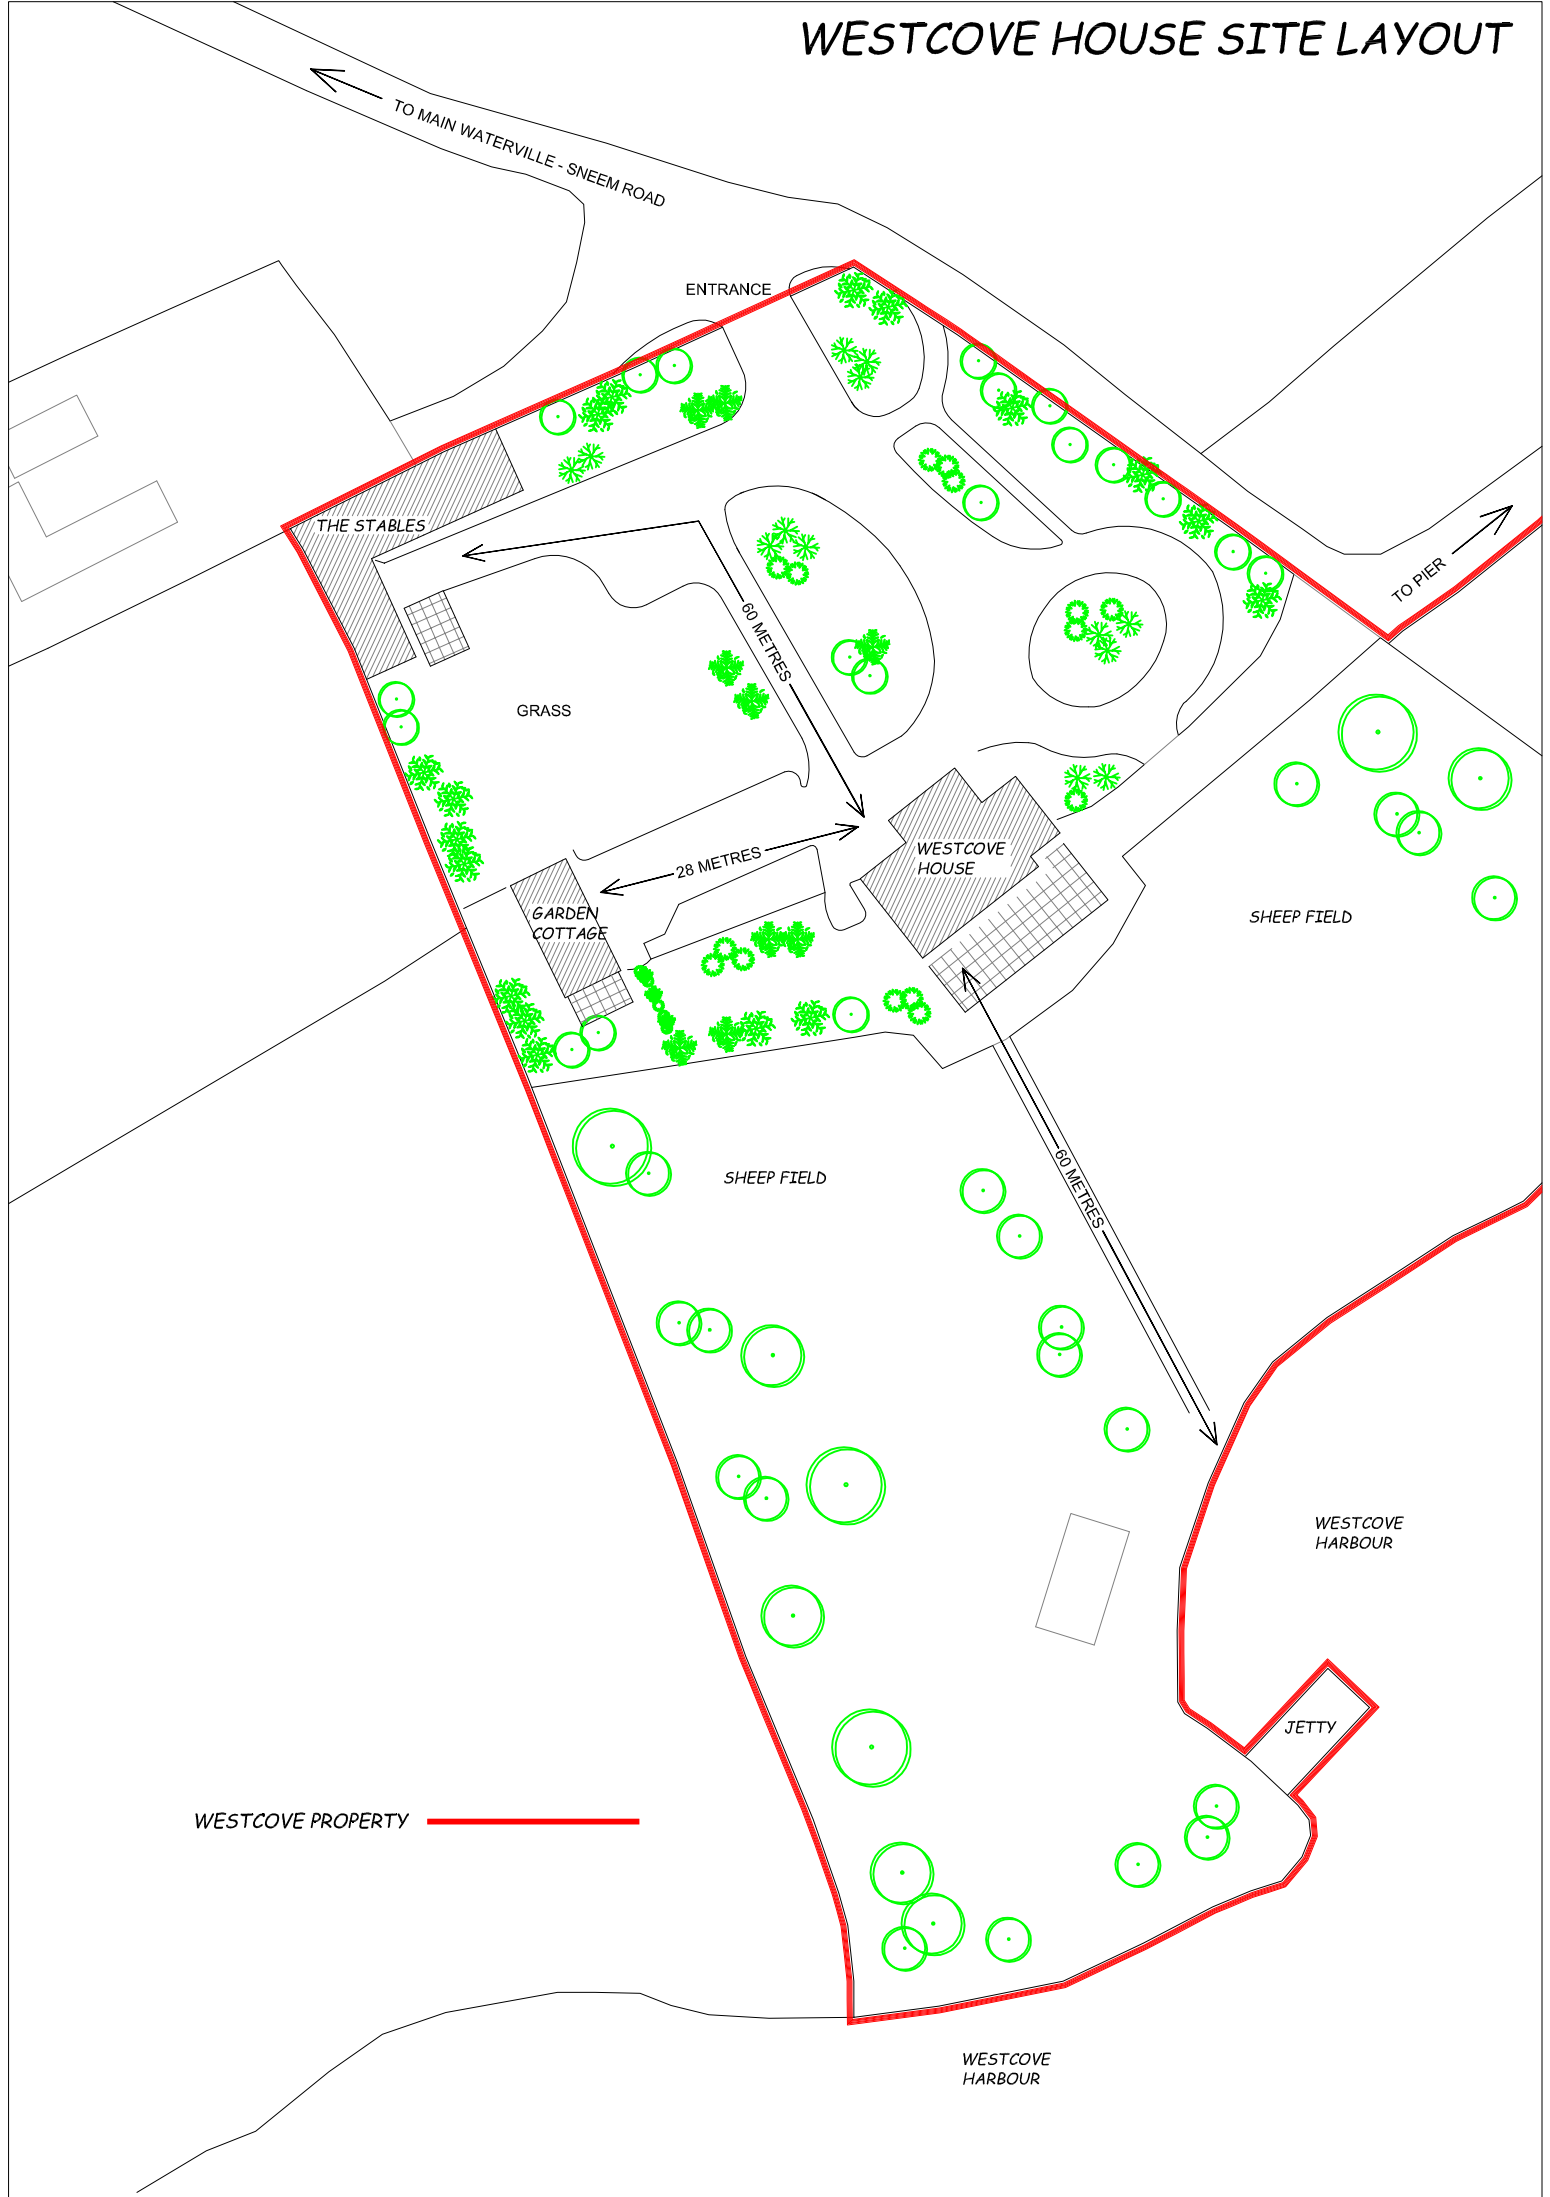 WESTCOVE HOUSE SITE LAYOUT
TO MAIN WATERVILLE - SNEEM ROAD
ENTRANCE
THE STABLES
TO PIER
60 METRES
GRASS
28 METRES
WESTCOVE
HOUSE
GARDEN
COTTAGE
SHEEP FIELD
SHEEP FIELD
60 METRES
WESTCOVE
HARBOUR
JETTY
WESTCOVE PROPERTY
WESTCOVE
HARBOUR